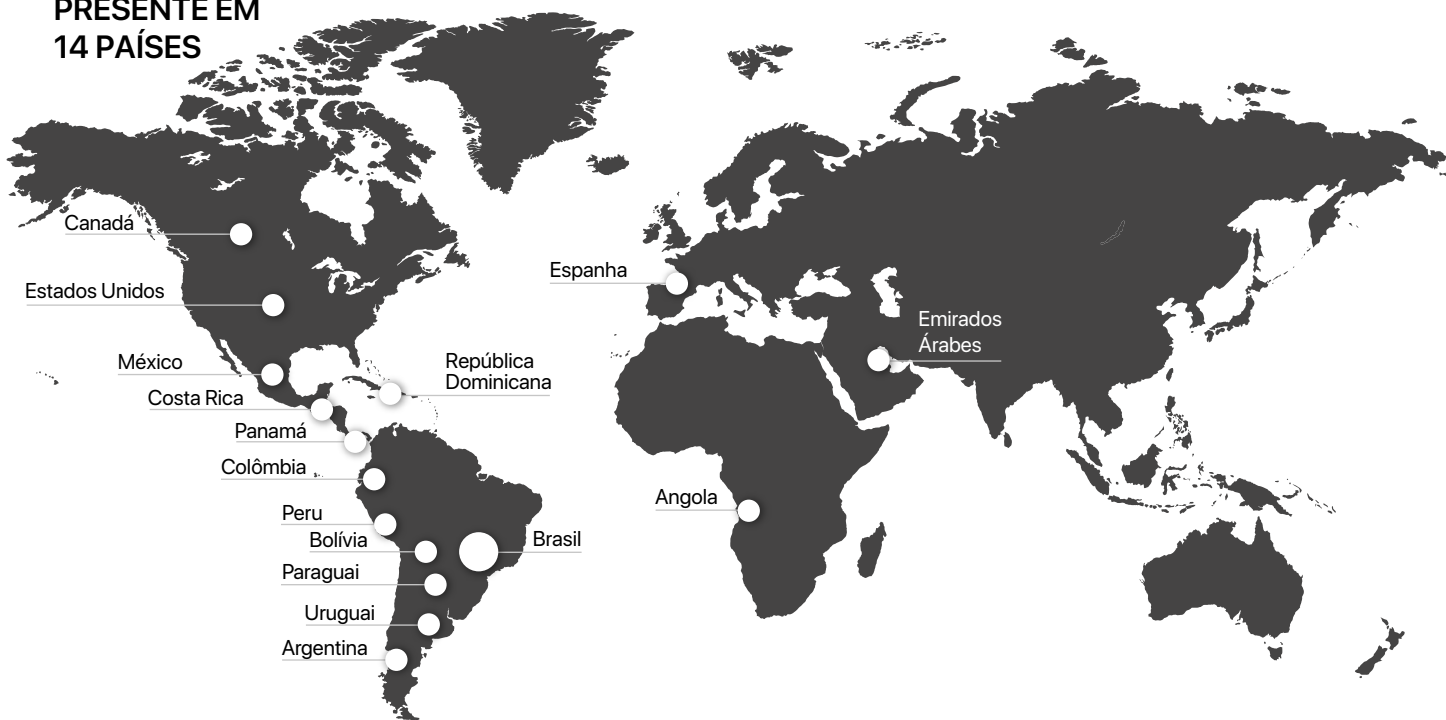 PRESENTE EM
14 PAÍSES
Canadá
Estados Unidos
México
Costa Rica
Panamá
Colômbia
Peru
Bolívia
Paraguai
Uruguai
Argentina
República
Dominicana
Brasil
Espanha
Angola
Emirados
Árabes